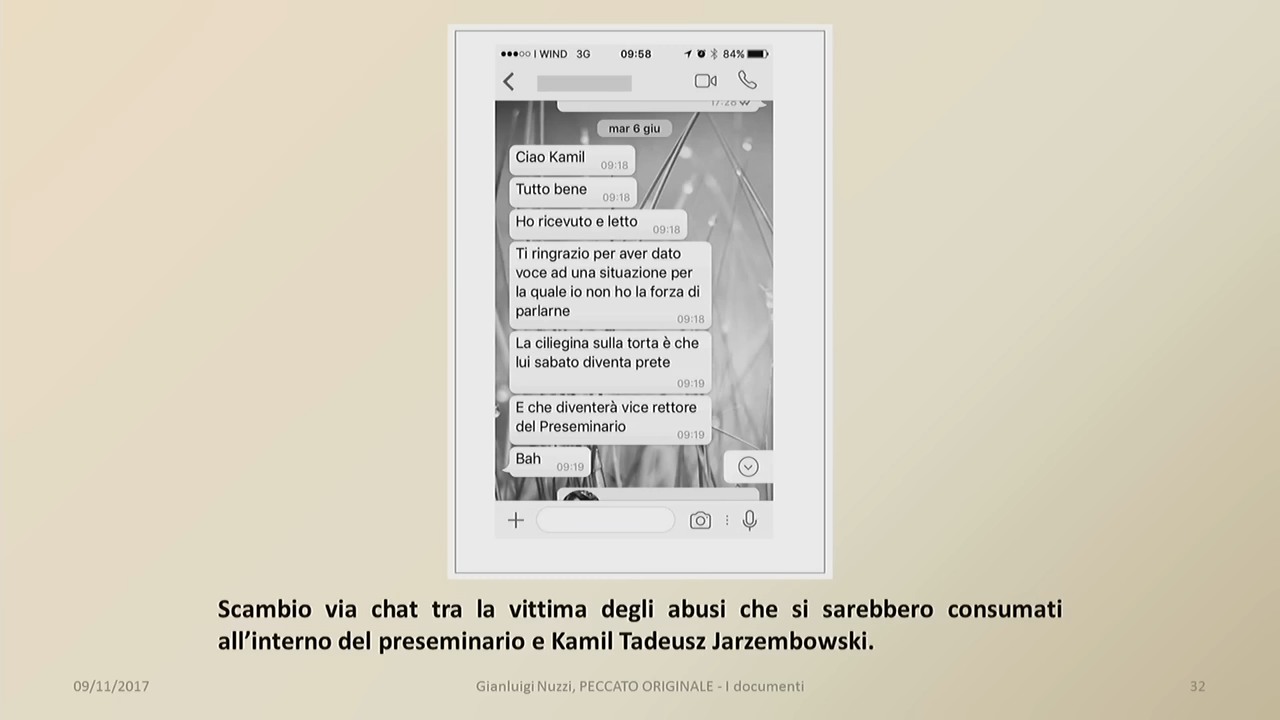 I WIND 3G 09:58 84%
17:28
mar 6 giu
Ciao Kamil 09:18
Tutto bene 09:18
Ho ricevuto e letto 09:18
Ti ringrazio per aver dato
voce ad una situazione per
la quale io non ho la forza di
parlarne 09:18
La ciliegina sulla torta è che
lui sabato diventa prete
09:19
E che diventerà vice rettore
del Preseminario 09:19
Bah 09:19
Scambio via chat tra la vittima degli abusi che si sarebbero consumati
all’interno del preseminario e Kamil Tadeusz Jarzembowski.
09/11/2017 Gianluigi Nuzzi, PECCATO ORIGINALE - I documenti 32